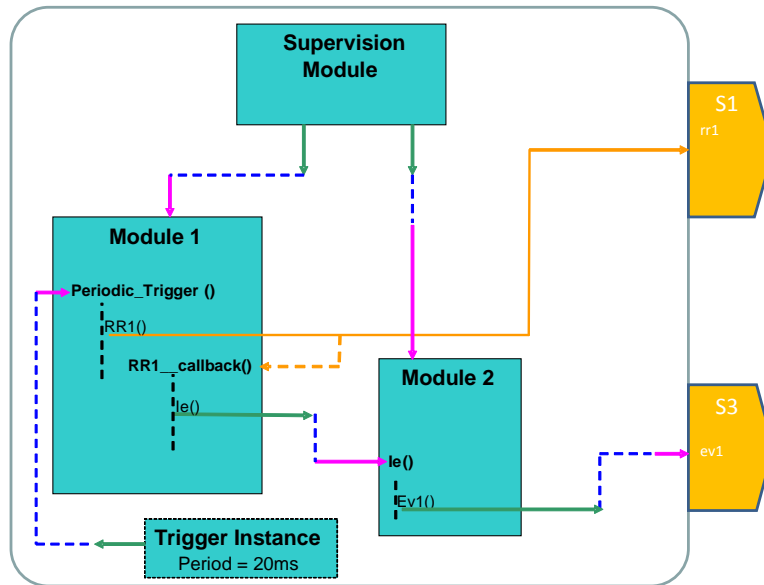 Supervision
Module
S1
rr1
Module 1
Periodic_Trigger ()
RR1()
RR1__callback()
Ie()
Module 2
Ie()
Ev1()
S3
ev1
Trigger Instance
Period = 20ms